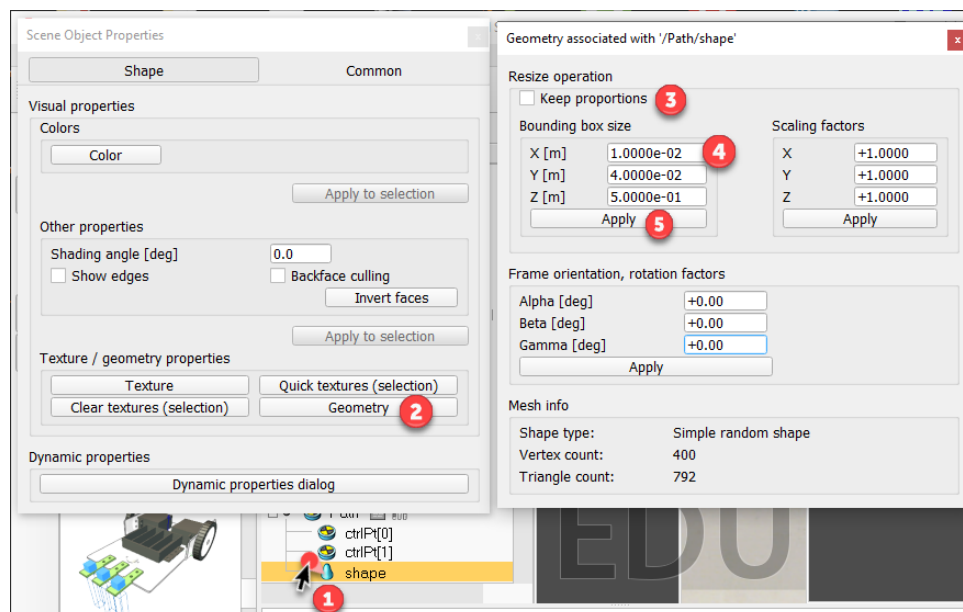 Scene Object Properties
x
Shape
Common
Visual properties
Colors
Color
Apply to selection
Other properties
Shading angle [deg]
0.0
Show edges
Backface culling
Invert faces
Apply to selection
Texture / geometry properties
Texture
Quick textures (selection)
Clear textures (selection)
Geometry
2
Dynamic properties
Dynamic properties dialog
Geometry associated with '/Path/shape'
x
Resize operation
Keep proportions
3
Bounding box size
X [m]
1.0000e-02
4
Y [m]
4.0000e-02
Z [m]
5.0000e-01
Apply
5
Scaling factors
X
+1.0000
Y
+1.0000
Z
+1.0000
Apply
Frame orientation, rotation factors
Alpha [deg]
+0.00
Beta [deg]
+0.00
Gamma [deg]
+0.00
Apply
Mesh info
Shape type:
Simple random shape
Vertex count:
400
Triangle count:
792
Path
ctrlPt[0]
ctrlPt[1]
shape
1
EDU